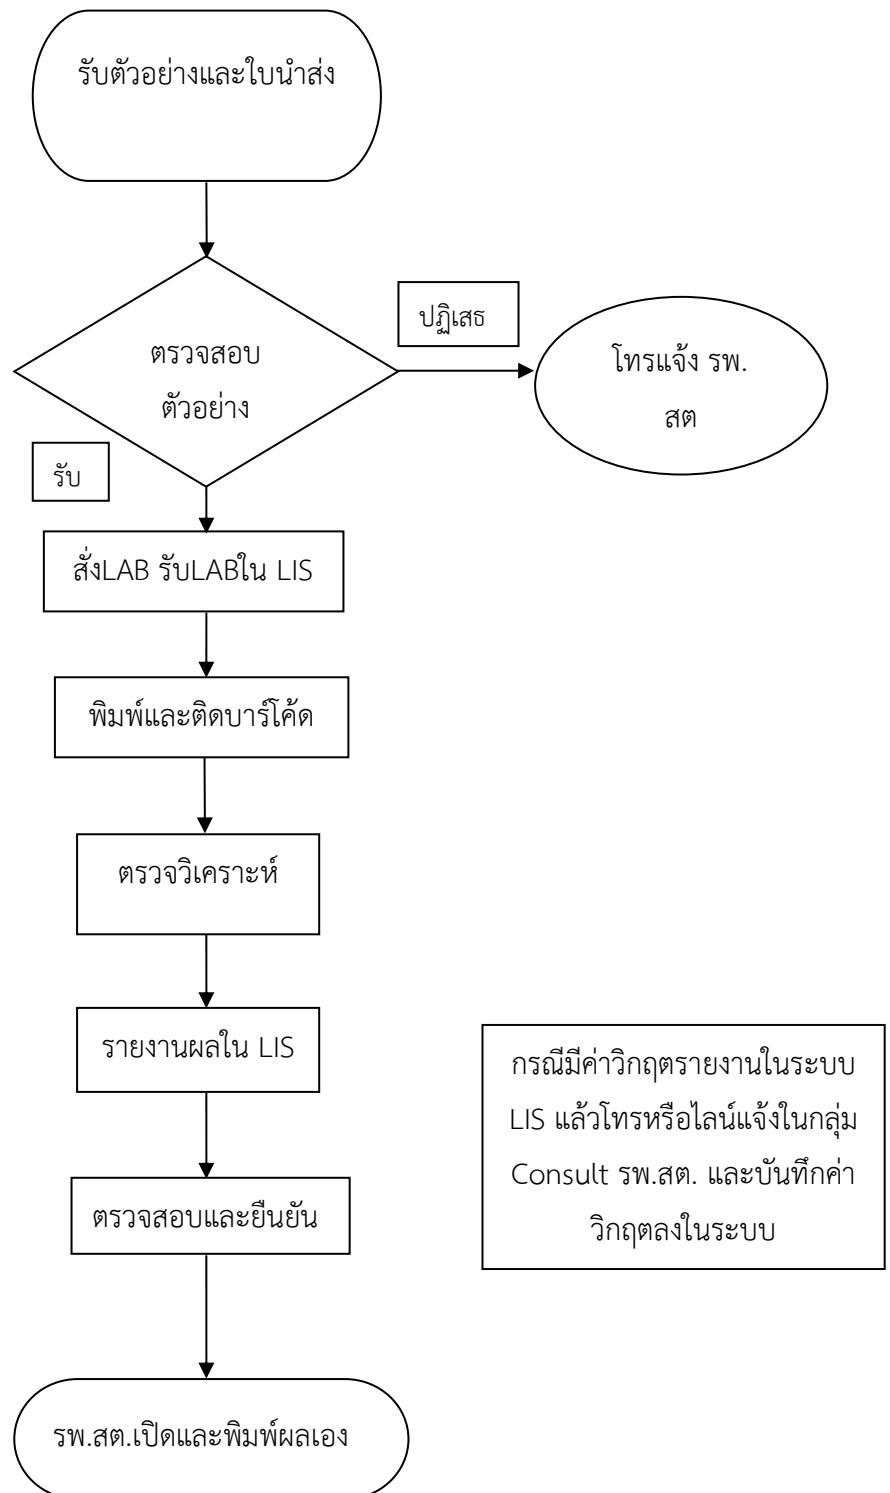 รับตัวอย่างและใบนำส่ง
ปฏิเสธ
ตรวจสอบ
ตัวอย่าง
โทรแจ้ง รพ.
สต
รับ
สั่งLAB รับLABใน LIS
พิมพ์และติดบาร์โค้ด
ตรวจวิเคราะห์
รายงานผลใน LIS
กรณีมีค่าวิกฤตรายงานในระบบ
LIS แล้วโทรหรือไลน์แจ้งในกลุ่ม
Consult รพ.สต. และบันทึกค่า
วิกฤตลงในระบบ
ตรวจสอบและยืนยัน
รพ.สต.เปิดและพิมพ์ผลเอง